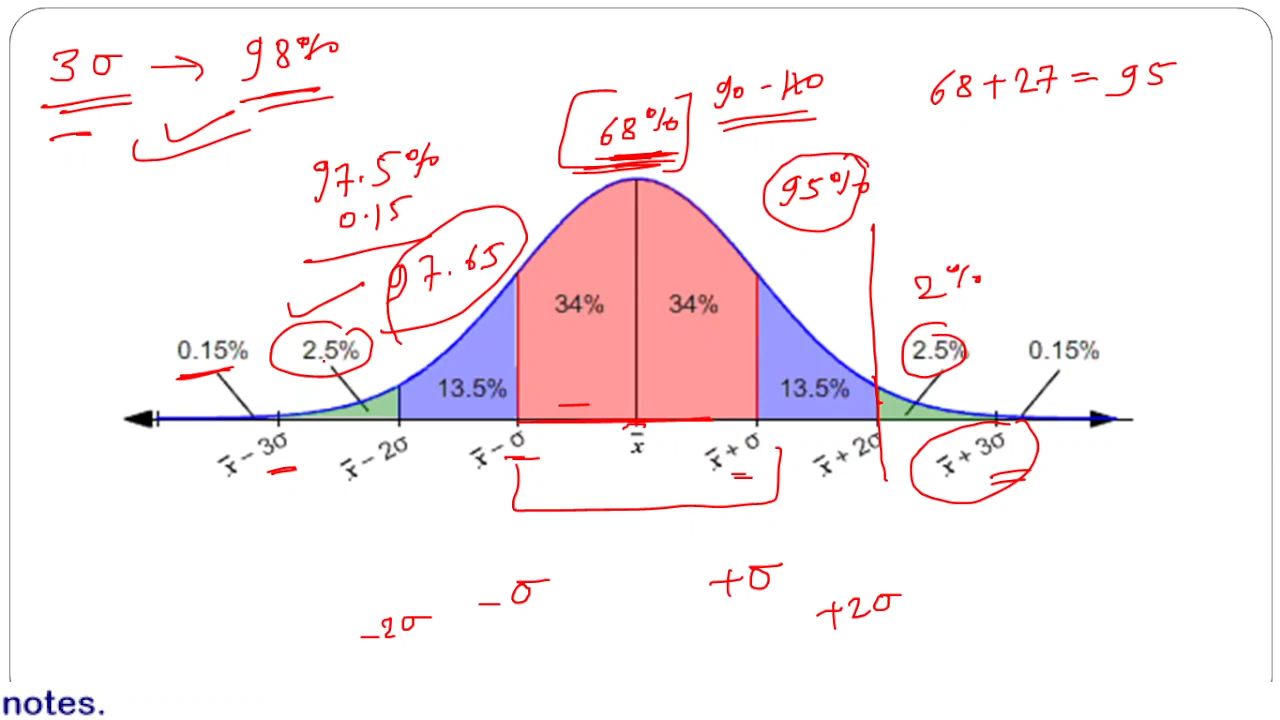 3σ → 98%
68 + 27 = 95
90 - 110
68%
97.5%
0.15
97.65
95%
2%
34%
34%
0.15%
2.5%
2.5%
0.15%
13.5%
13.5%
x̄ − 3σ
x̄ − 2σ
x̄ − σ
x̄
x̄ + σ
x̄ + 2σ
x̄ + 3σ
−2σ
−σ
+σ
+2σ
notes.